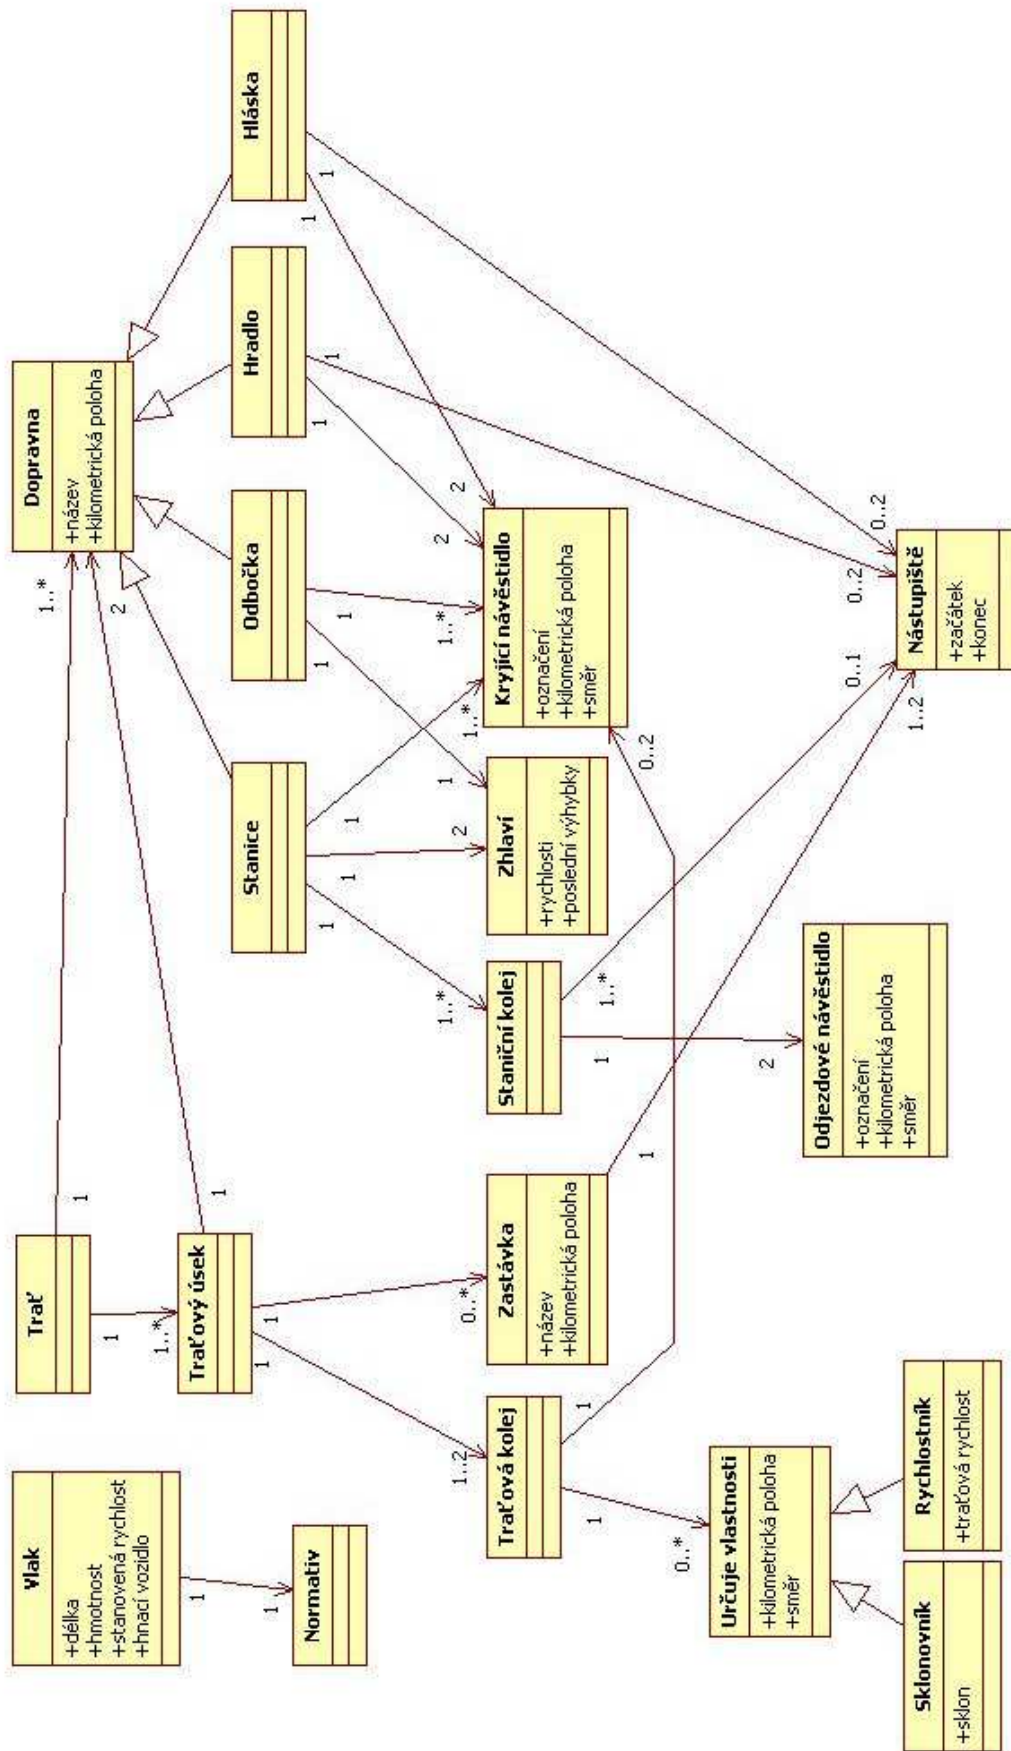 Vlak
+délka
+hmotnost
+stanovená rychlost
+hnací vozidlo
1
1
Normativ
Trať
1
1..*
1
1..*
Traťový úsek
1
2
1
1..2
1
0..*
Dopravna
+název
+kilometrická poloha
Stanice
1
1..*
1
2
1
1..*
Odbočka
1
1
1
1..*
Hradlo
1
2
1
0..2
Hláska
1
2
1
0..2
Traťová kolej
1
0..*
1
0..2
Zastávka
+název
+kilometrická poloha
1
1..2
Staniční kolej
1
2
1..*
0..1
Zhlaví
+rychlosti
+poslední výhybky
Kryjící návěstidlo
+označení
+kilometrická poloha
+směr
Určuje vlastnosti
+kilometrická poloha
+směr
Odjezdové návěstidlo
+označení
+kilometrická poloha
+směr
Nástupiště
+začátek
+konec
Sklonovník
+sklon
Rychlostník
+traťová rychlost